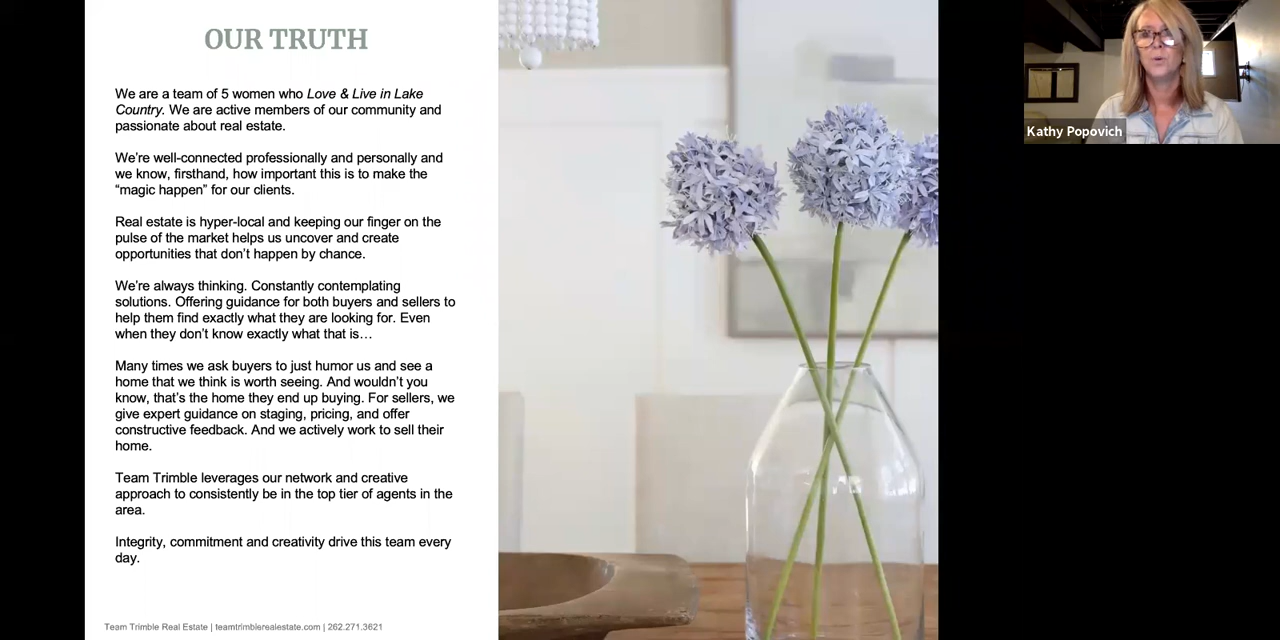 OUR TRUTH
We are a team of 5 women who Love & Live in Lake
Country. We are active members of our community and
passionate about real estate.
We’re well-connected professionally and personally and
we know, firsthand, how important this is to make the
“magic happen” for our clients.
Real estate is hyper-local and keeping our finger on the
pulse of the market helps us uncover and create
opportunities that don’t happen by chance.
We’re always thinking. Constantly contemplating
solutions. Offering guidance for both buyers and sellers to
help them find exactly what they are looking for. Even
when they don’t know exactly what that is…
Many times we ask buyers to just humor us and see a
home that we think is worth seeing. And wouldn’t you
know, that’s the home they end up buying. For sellers, we
give expert guidance on staging, pricing, and offer
constructive feedback. And we actively work to sell their
home.
Team Trimble leverages our network and creative
approach to consistently be in the top tier of agents in the
area.
Integrity, commitment and creativity drive this team every
day.
Team Trimble Real Estate | teamtrimblerealestate.com | 262.271.3621
Kathy Popovich